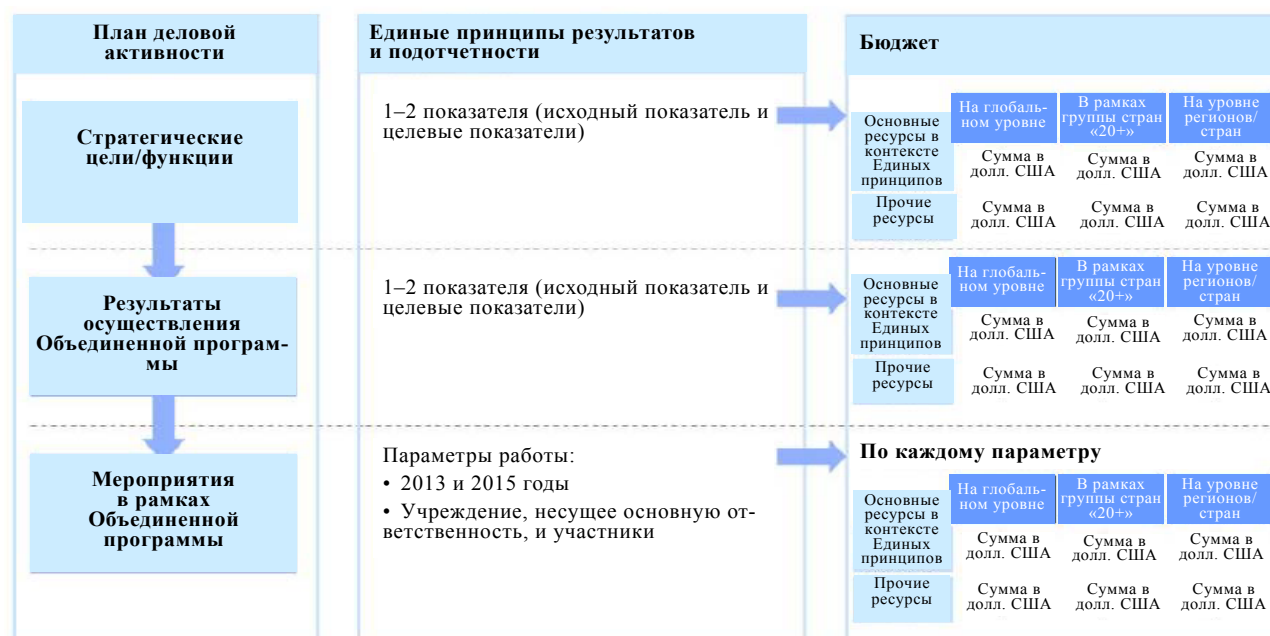 План деловой
активности
Единые принципы результатов
и подотчетности
Бюджет
Стратегические
цели/функции
1–2 показателя (исходный показатель и
целевые показатели)
Основные
ресурсы в
контексте
Единых
принципов
На глобаль-
ном уровне
В рамках
группы стран
«20+»
На уровне
регионов/
стран
Сумма в
долл. США
Сумма в
долл. США
Сумма в
долл. США
Прочие
ресурсы
Сумма в
долл. США
Сумма в
долл. США
Сумма в
долл. США
Результаты
осуществления
Объединенной програм-
мы
1–2 показателя (исходный показатель и
целевые показатели)
Основные
ресурсы в
контексте
Единых
принципов
На глобаль-
ном уровне
В рамках
группы стран
«20+»
На уровне
регионов/
стран
Сумма в
долл. США
Сумма в
долл. США
Сумма в
долл. США
Прочие
ресурсы
Сумма в
долл. США
Сумма в
долл. США
Сумма в
долл. США
Мероприятия
в рамках
Объединенной
программы
Параметры работы:
• 2013 и 2015 годы
• Учреждение, несущее основную от-
ветственность, и участники
По каждому параметру
Основные
ресурсы в
контексте
Единых
принципов
На глобаль-
ном уровне
В рамках
группы стран
«20+»
На уровне
регионов/
стран
Сумма в
долл. США
Сумма в
долл. США
Сумма в
долл. США
Прочие
ресурсы
Сумма в
долл. США
Сумма в
долл. США
Сумма в
долл. США